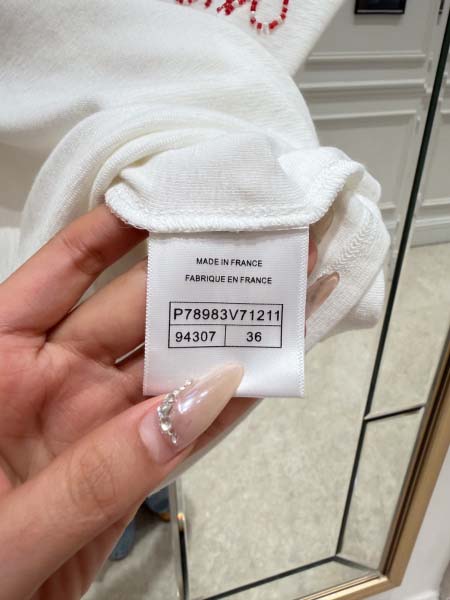 MADE IN FRANCE
FABRIQUE EN FRANCE
P78983V71211
94307 36